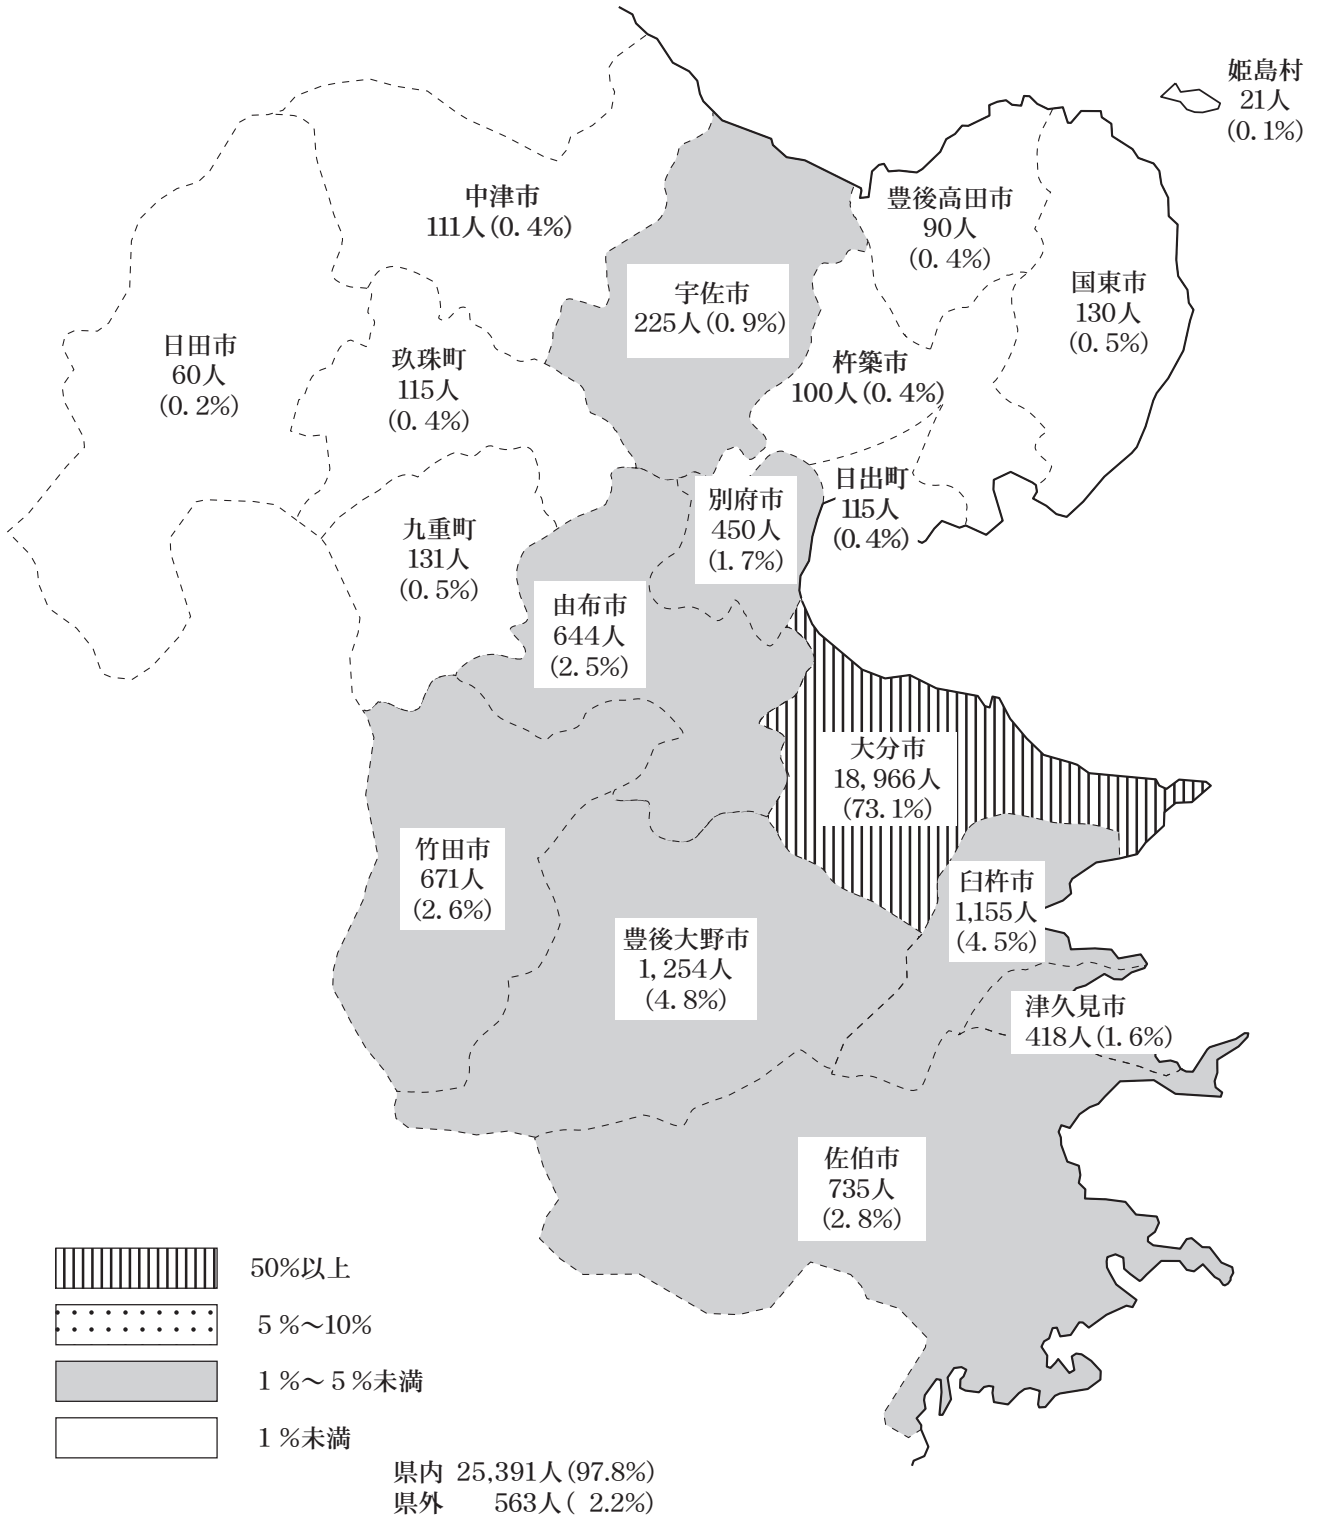 姫島村
21人
(0.1%)
中津市
111人(0.4%)
豊後高田市
90人
(0.4%)
国東市
130人
(0.5%)
宇佐市
225人(0.9%)
日田市
60人
(0.2%)
玖珠町
115人
(0.4%)
杵築市
100人(0.4%)
日出町
115人
(0.4%)
別府市
450人
(1.7%)
九重町
131人
(0.5%)
由布市
644人
(2.5%)
大分市
18,966人
(73.1%)
竹田市
671人
(2.6%)
臼杵市
1,155人
(4.5%)
豊後大野市
1,254人
(4.8%)
津久見市
418人(1.6%)
佐伯市
735人
(2.8%)
50%以上
5%～10%
1%～5%未満
1%未満
県内 25,391人(97.8%)
県外 563人( 2.2%)